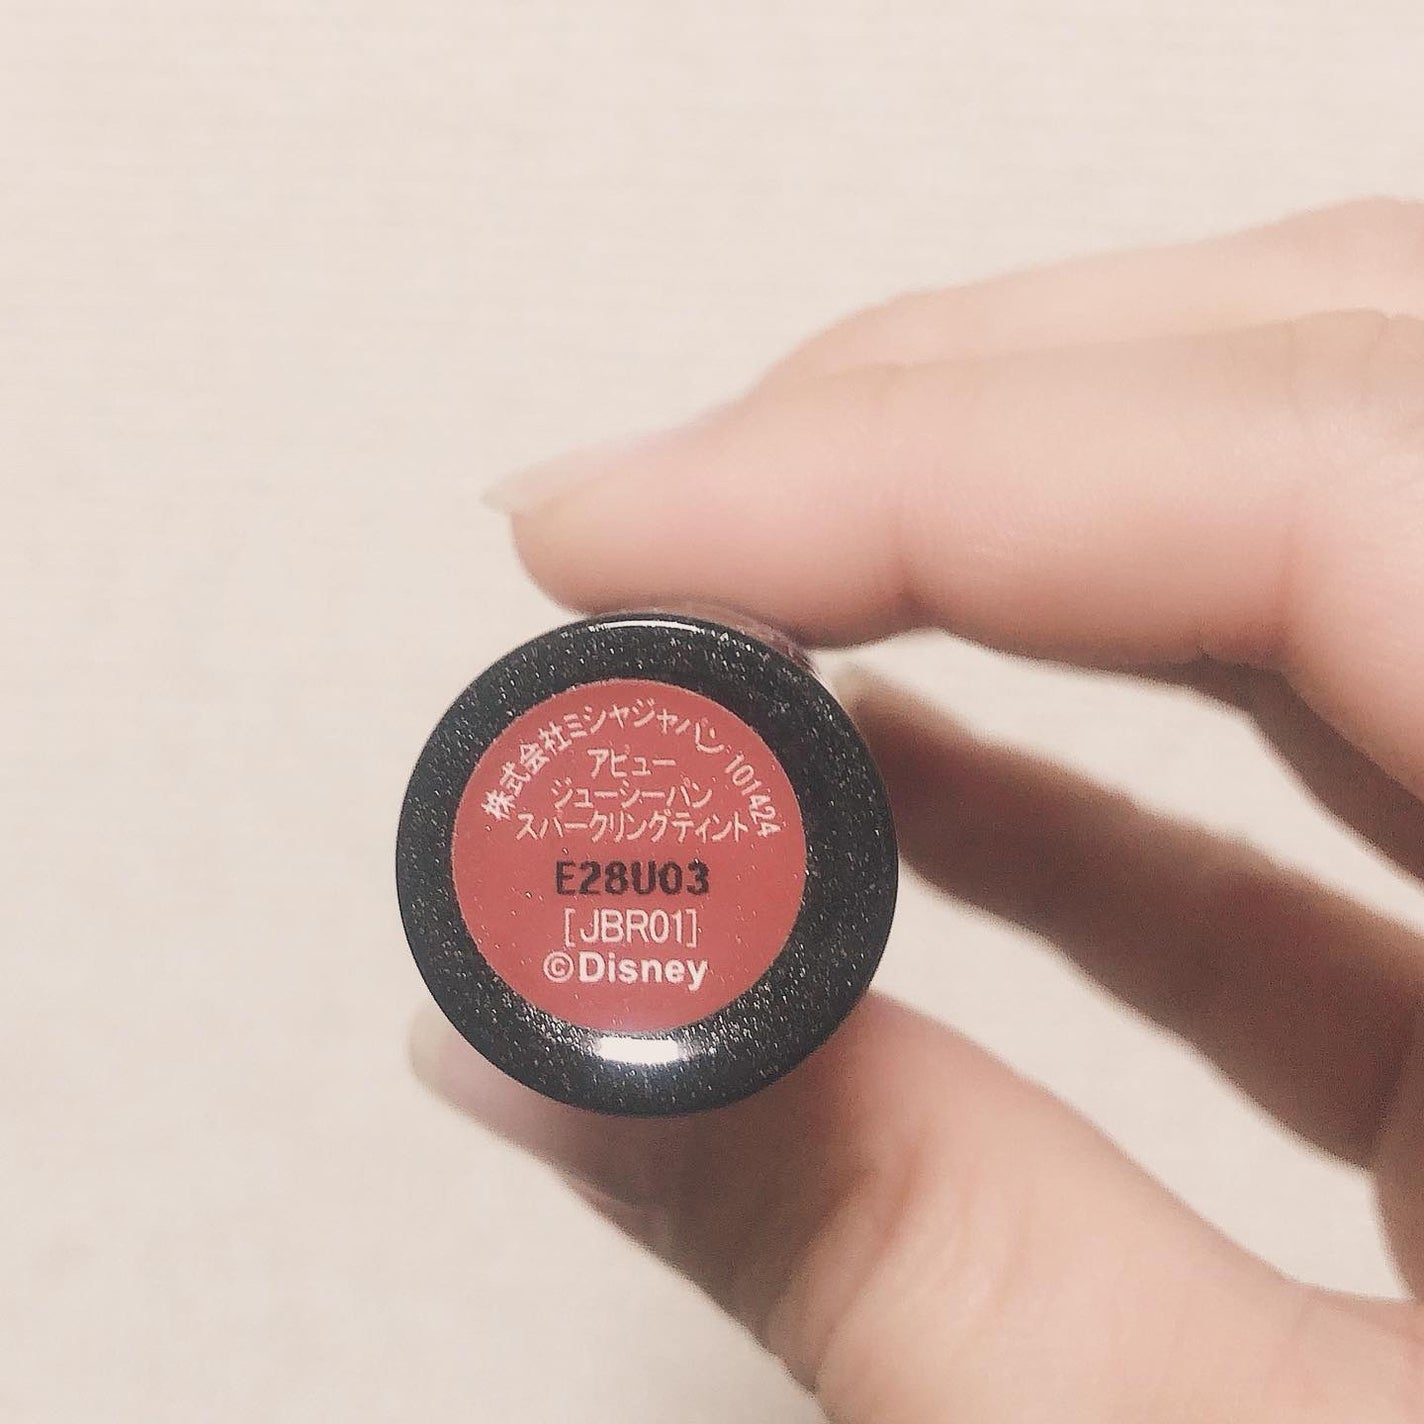 株式会社ミシャジャパン 101424
アピュー
ジューシーパン
スパークリングティント
E28U03
[JBR01]
©Disney